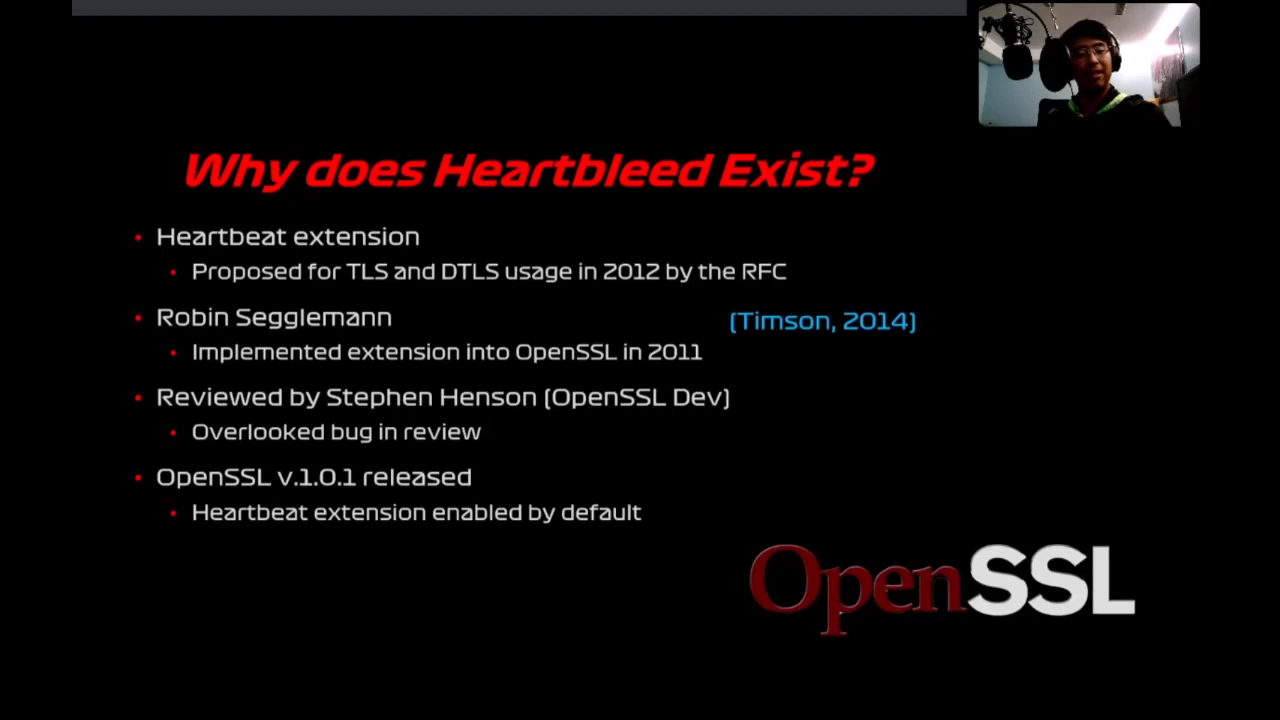 Why does Heartbleed Exist?
• Heartbeat extension
• Proposed for TLS and DTLS usage in 2012 by the RFC
• Robin Segglemann
(Timson, 2014)
• Implemented extension into OpenSSL in 2011
• Reviewed by Stephen Henson (OpenSSL Dev)
• Overlooked bug in review
• OpenSSL v.1.0.1 released
• Heartbeat extension enabled by default
OpenSSL